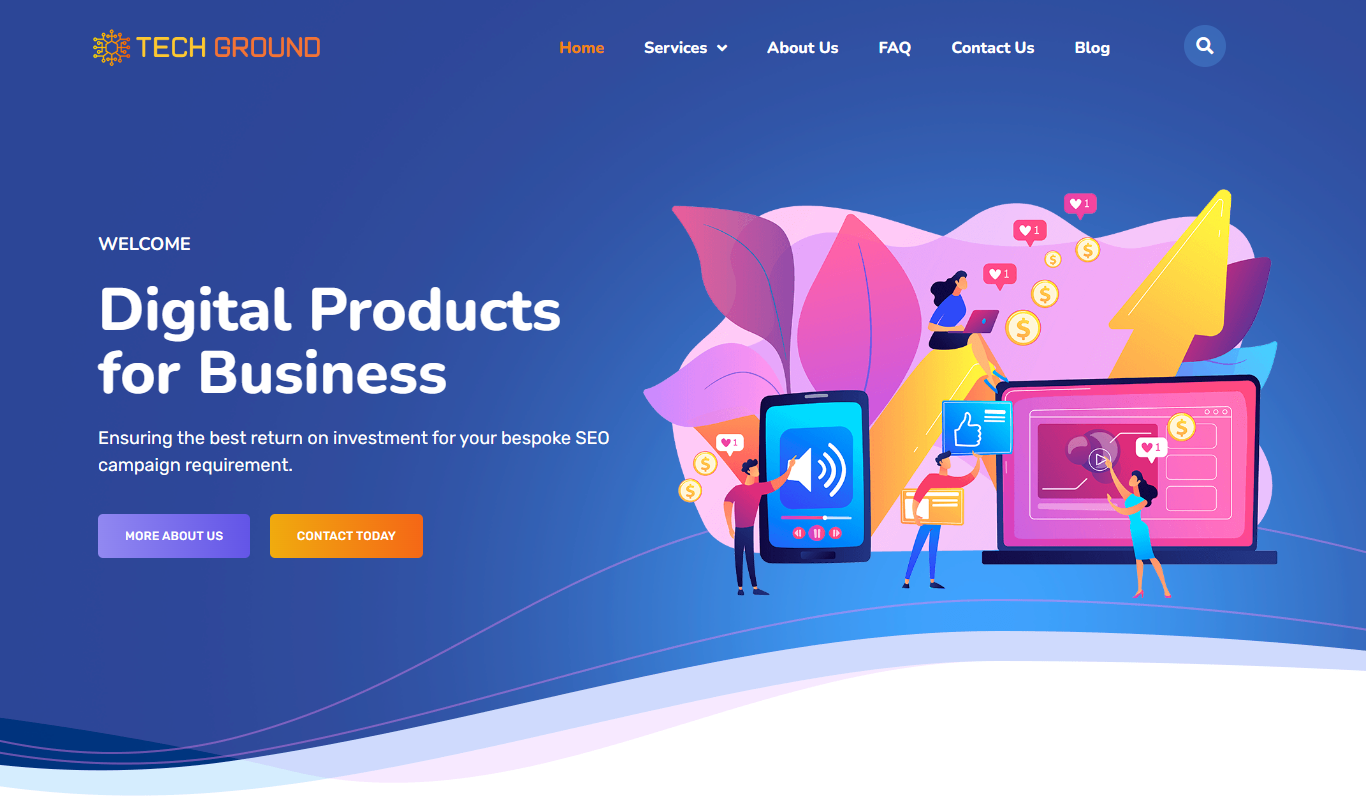 TECH GROUND
Home
Services
About Us
FAQ
Contact Us
Blog
WELCOME
Digital Products
for Business
Ensuring the best return on investment for your bespoke SEO
campaign requirement.
MORE ABOUT US
CONTACT TODAY
1
1
1
$
$
$
$
1
$
1
$
$